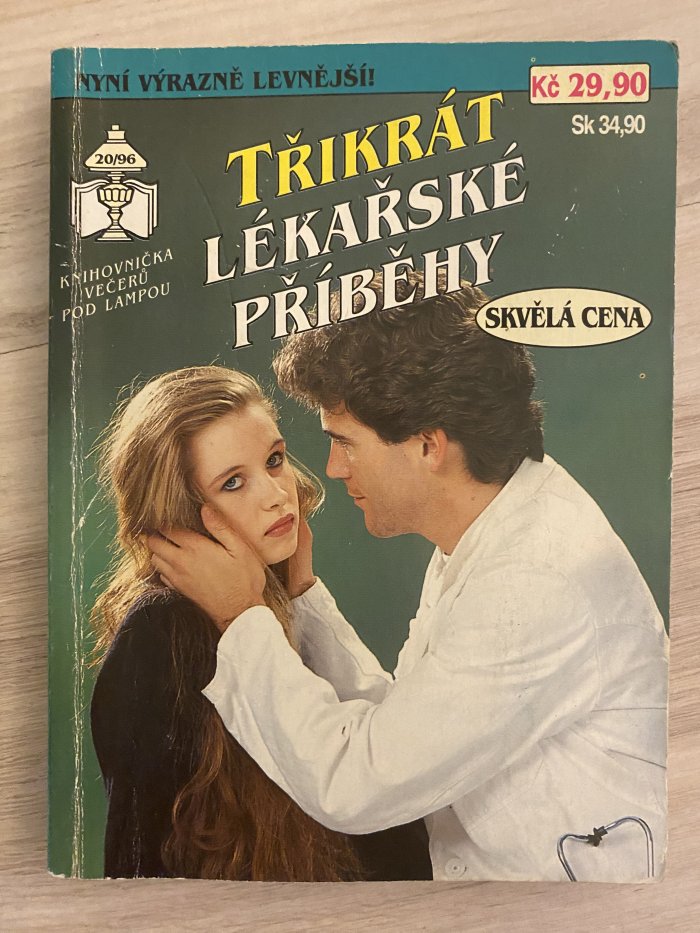 NYNÍ VÝRAZNĚ LEVNĚJŠÍ!
Kč 29,90
Sk 34,90
20/96
KNIHOVNIČKA
VEČERŮ
POD LAMPOU
TŘIKRÁT
LÉKAŘSKÉ
PŘÍBĚHY
SKVĚLÁ CENA